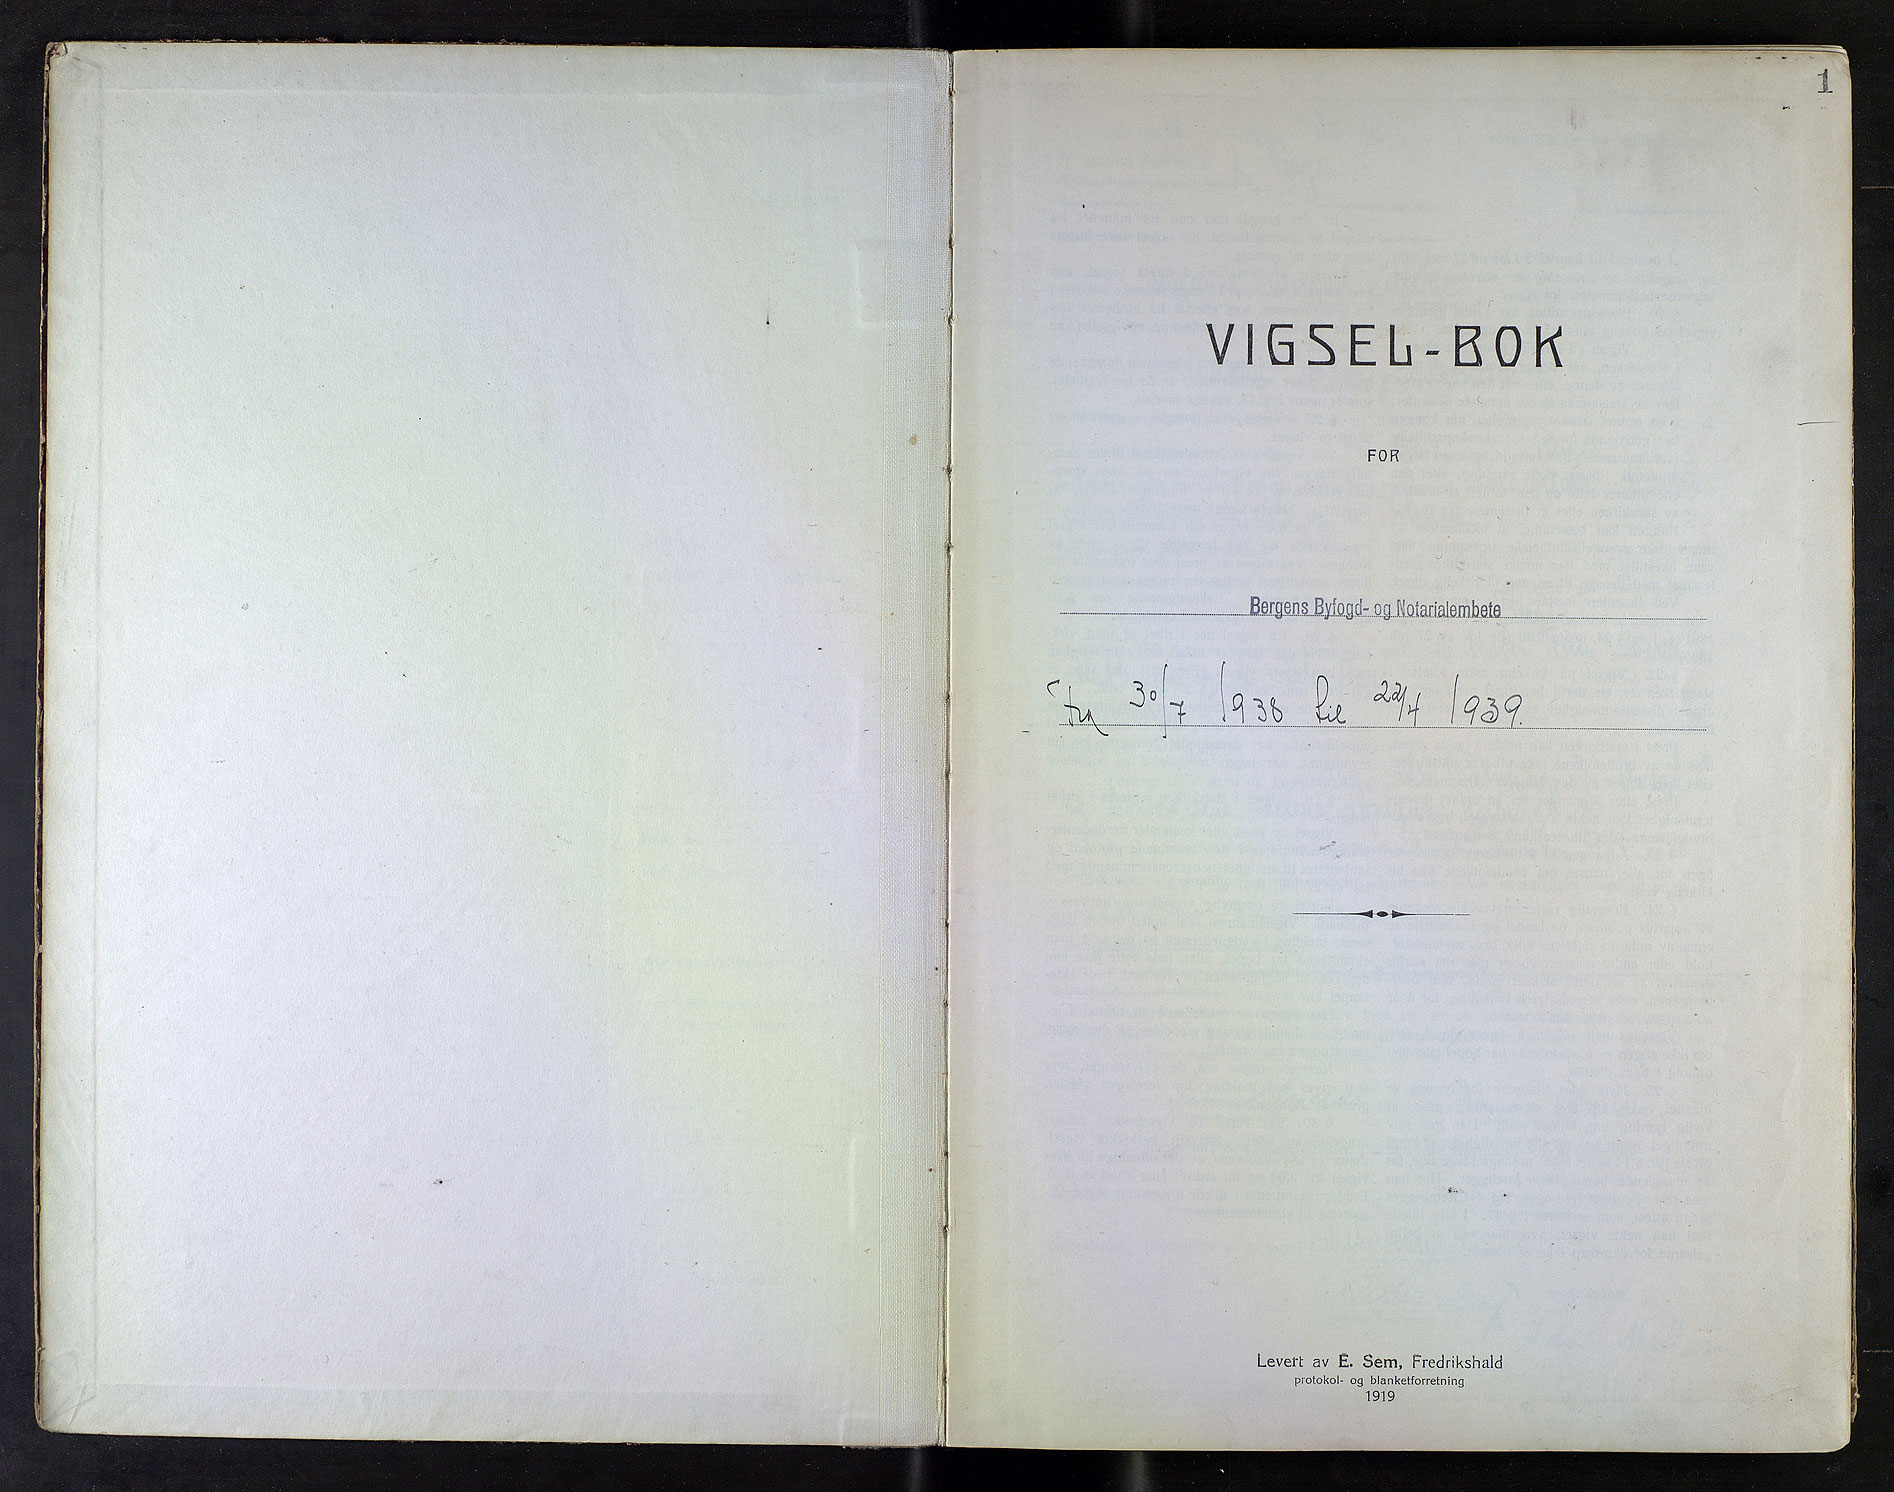 1
VIGSEL-BOK
FOR
Bergens Byfogd- og Notarialembete
fra 30/7 1938 til 22/4 1939.
Levert av E. Sem, Fredrikshald
protokol- og blanketforretning
1919